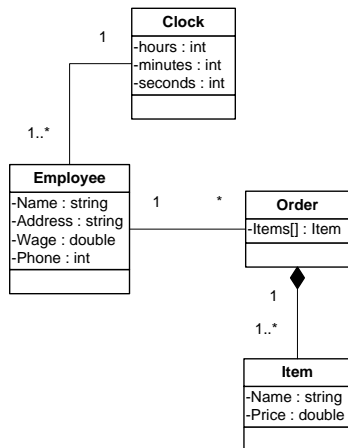 Clock
-hours : int
-minutes : int
-seconds : int
1
1..*
Employee
-Name : string
-Address : string
-Wage : double
-Phone : int
1
*
Order
-Items[] : Item
1
1..*
Item
-Name : string
-Price : double